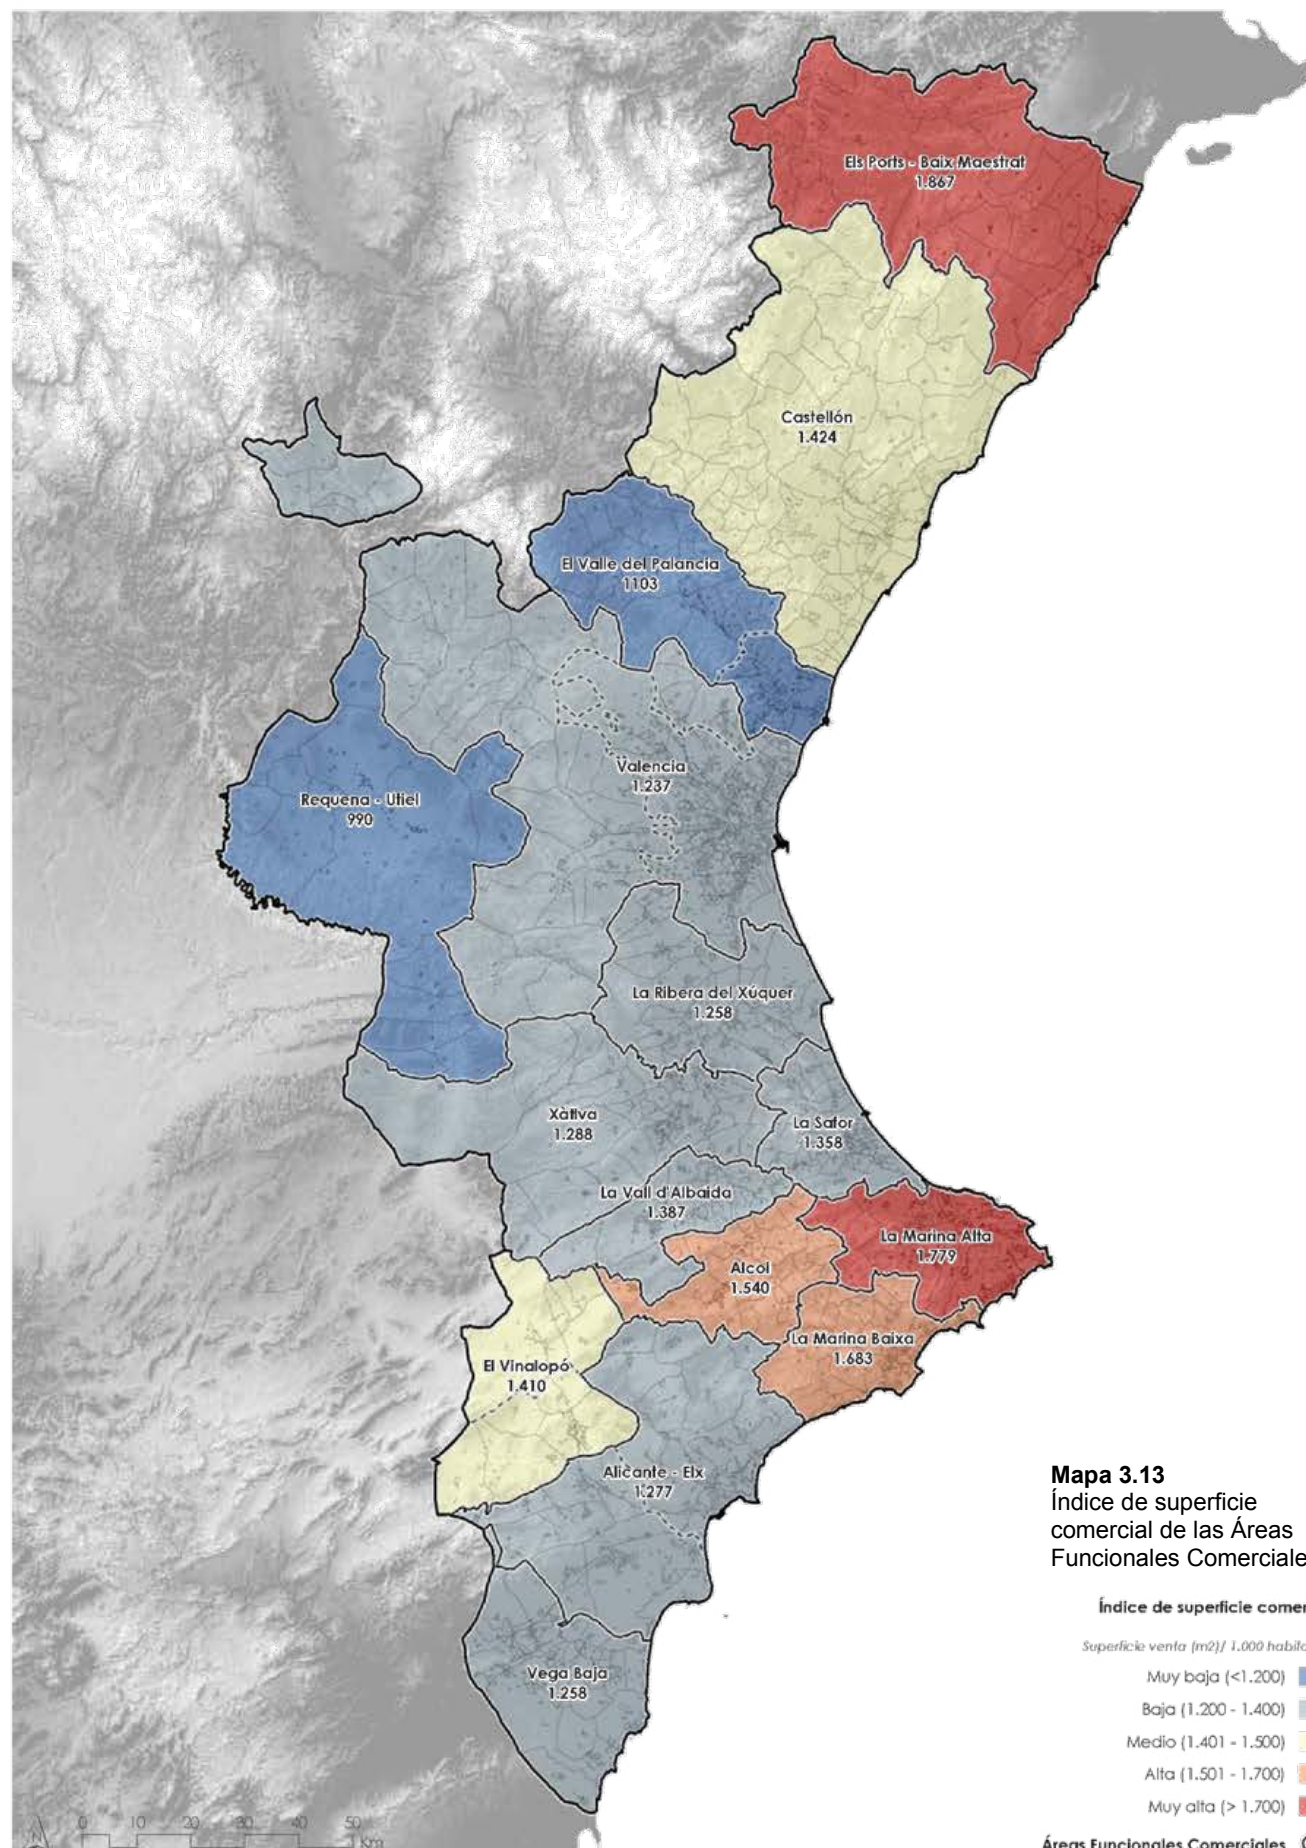 Els Ports - Baix Maestrat
1.867
Castellón
1.424
El Valle del Palancia
1103
Valencia
1.237
Requena - Utiel
990
La Ribera del Xúquer
1.258
Xàtiva
1.288
La Safor
1.358
La Vall d'Albaida
1.387
La Marina Alta
1.779
Alcoi
1.540
La Marina Baixa
1.683
El Vinalopó
1.410
Alicante - Elx
1.277
Vega Baja
1.258
Mapa 3.13
Índice de superficie
comercial de las Áreas
Funcionales Comerciale
Índice de superficie comer
Superficie venta (m2)/ 1.000 habita
Muy baja (<1.200)
Baja (1.200 - 1.400)
Medio (1.401 - 1.500)
Alta (1.501 - 1.700)
Muy alta (> 1.700)
Áreas Funcionales Comerciales
N 0 10 20 30 40 50
Km